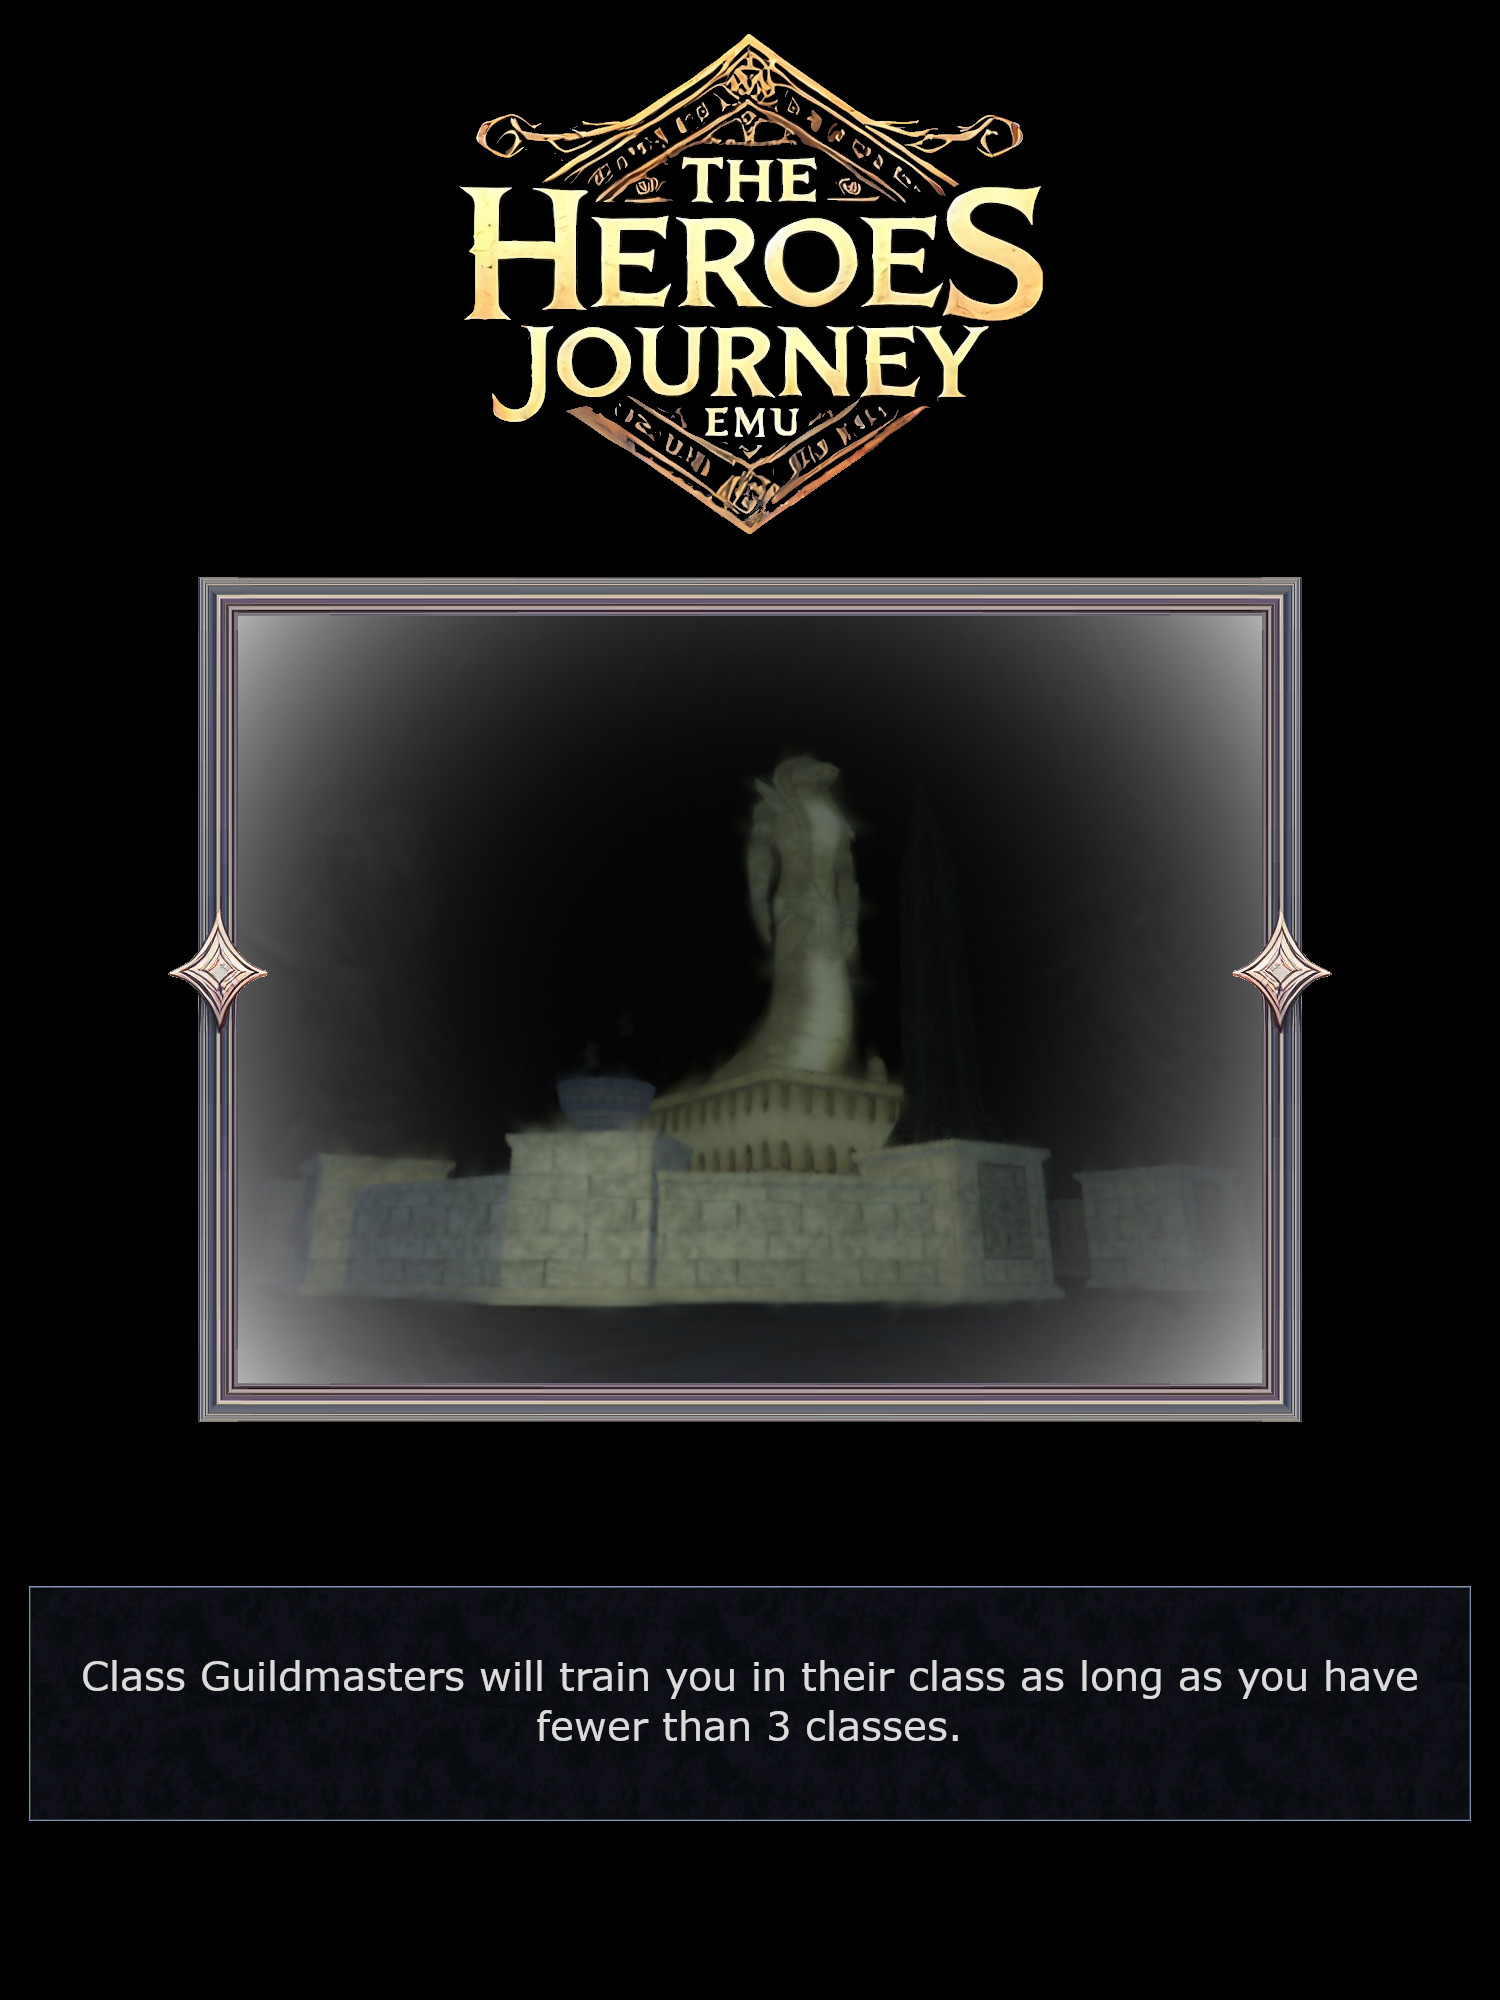 THE
HEROES
JOURNEY
EMU
Class Guildmasters will train you in their class as long as you have
fewer than 3 classes.